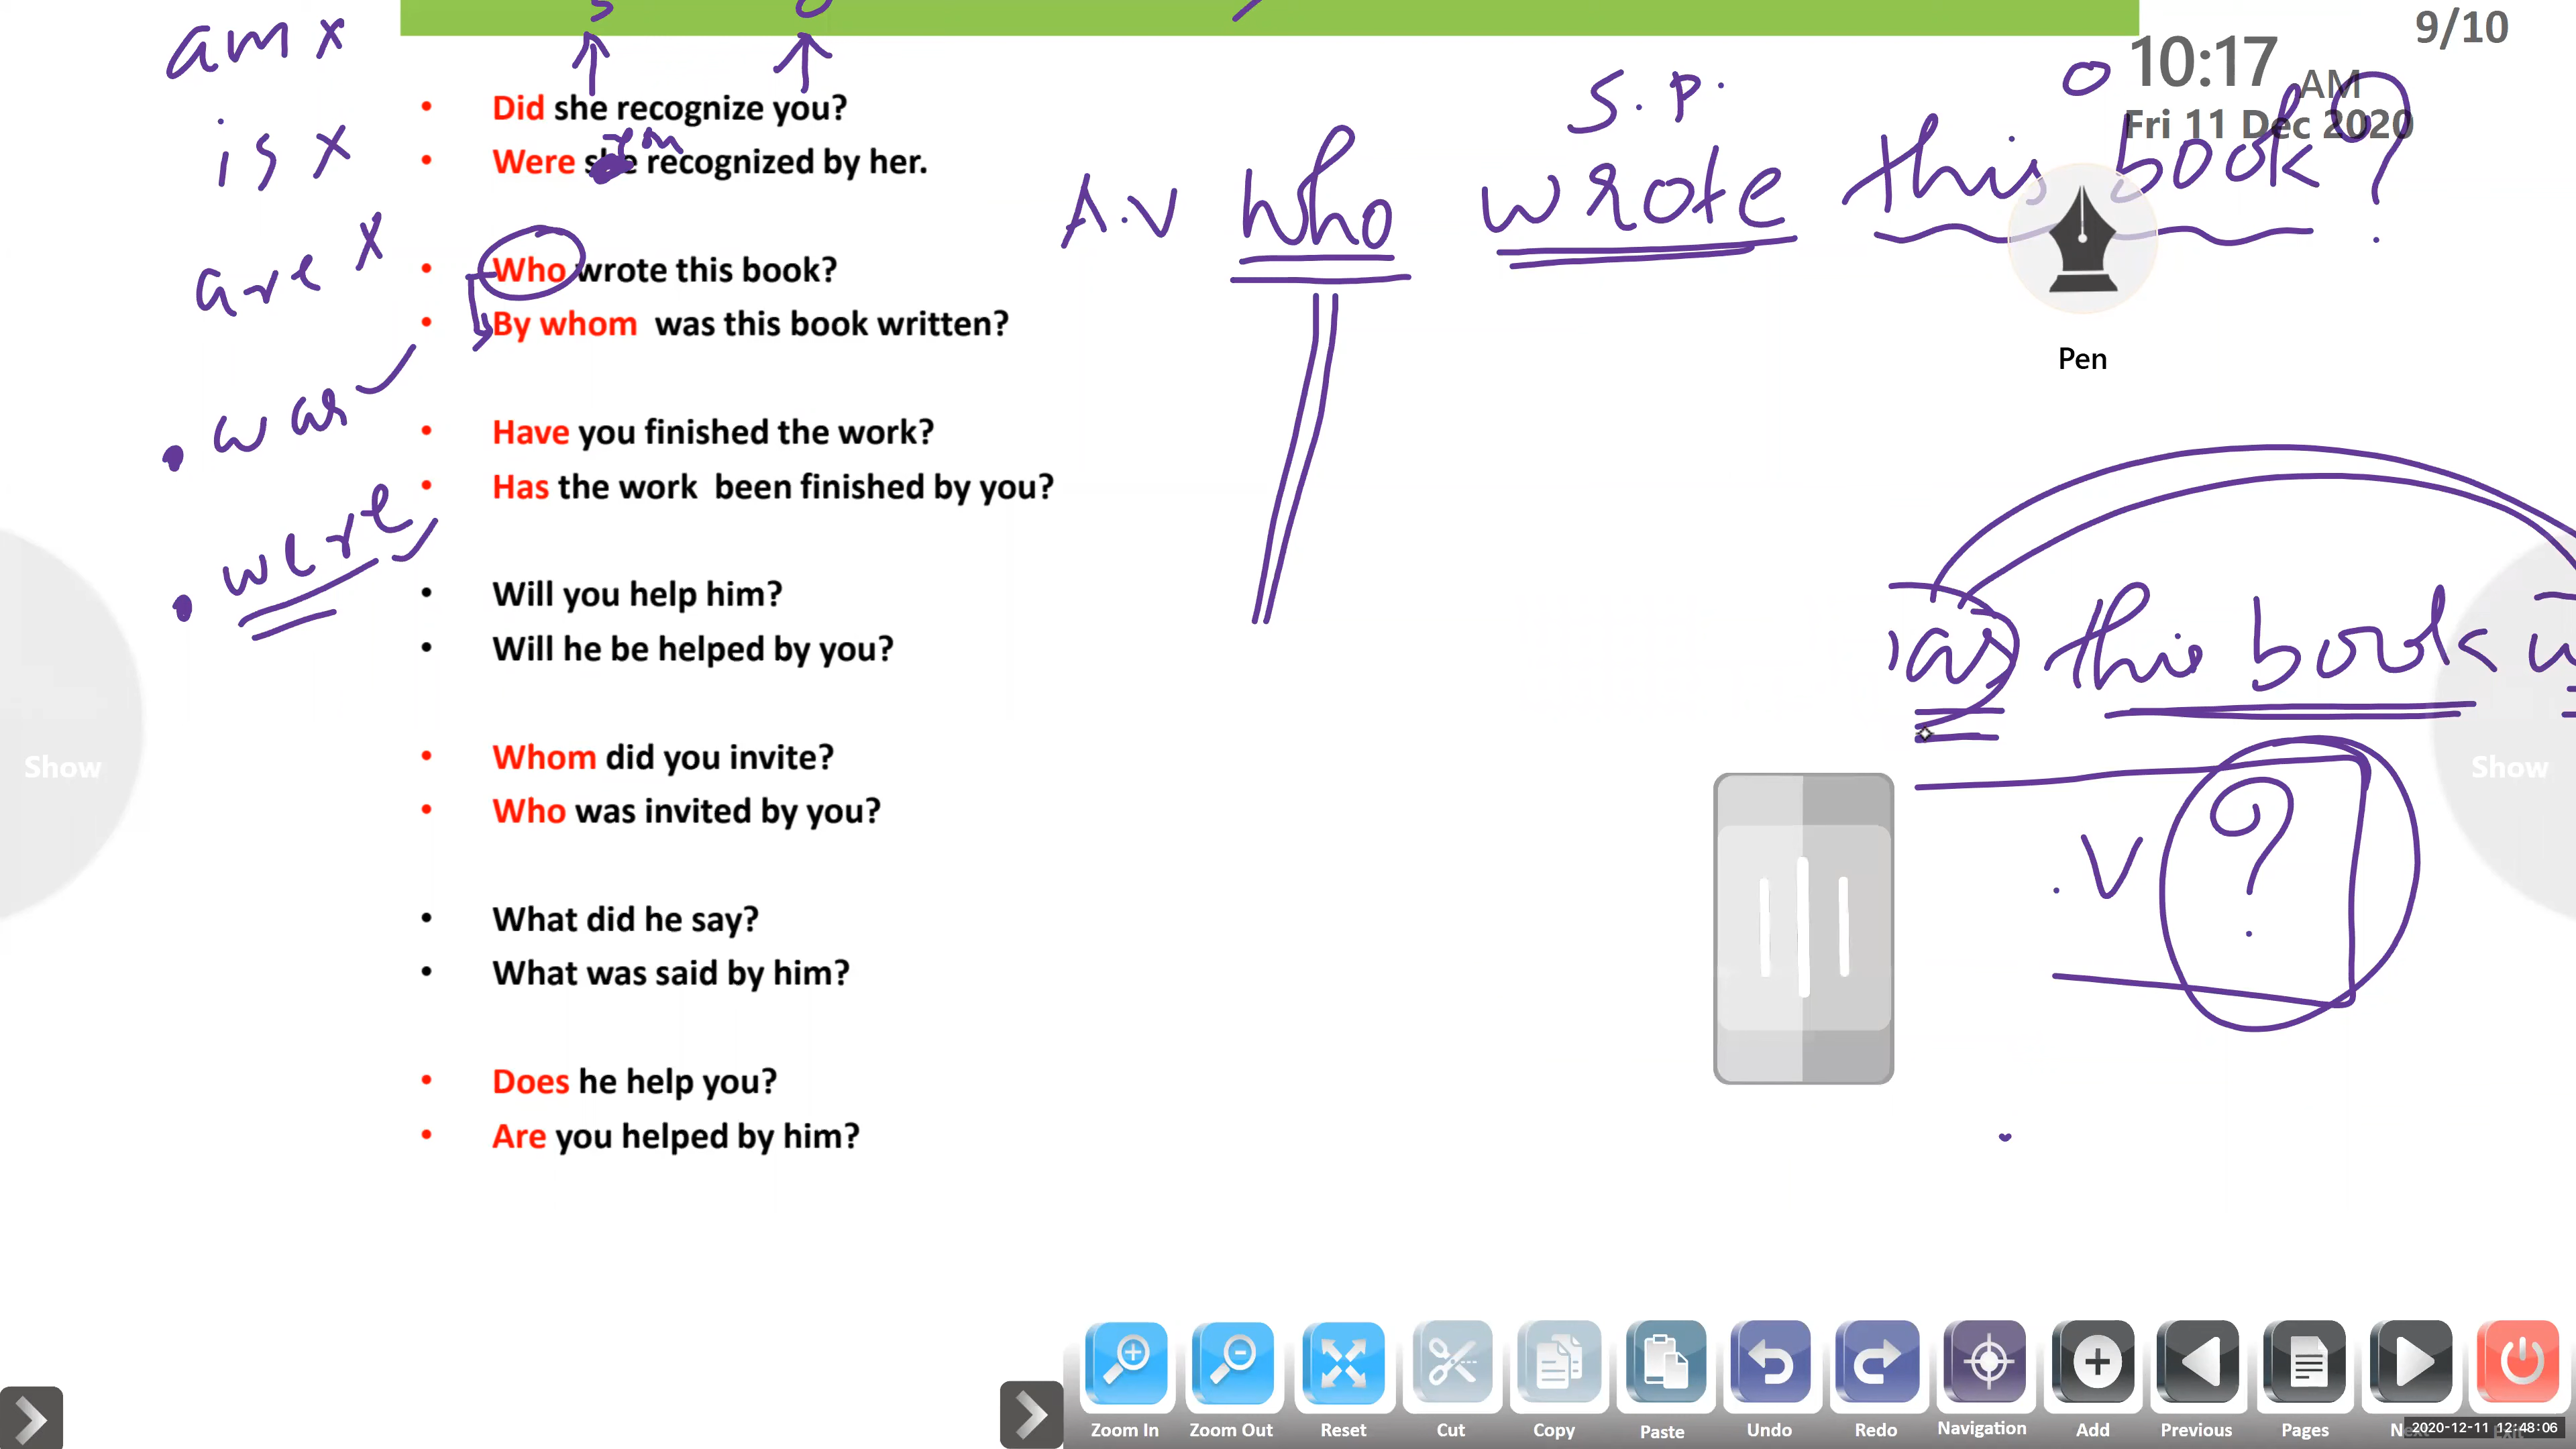 9/10
10:17 AM
Fri 11 Dec 2020
am x
is x
are x
was ✓
were ✓
S
O
Did she recognize you?
you
Were she recognized by her.
Who wrote this book?
By whom was this book written?
Have you finished the work?
Has the work been finished by you?
Will you help him?
Will he be helped by you?
Whom did you invite?
Who was invited by you?
What did he say?
What was said by him?
Does he help you?
Are you helped by him?
S.P. O
A.V Who wrote this book?
Pen
as this book
.V ?
Show
Show
Zoom In
Zoom Out
Reset
Cut
Copy
Paste
Undo
Redo
Navigation
Add
Previous
Pages
2020-12-11 12:48:06